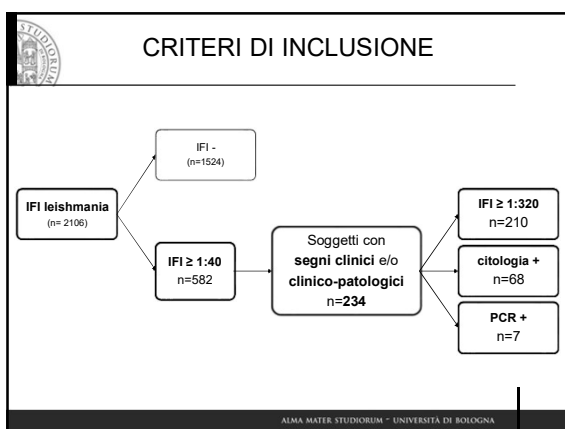 STUDIORUM
CRITERI DI INCLUSIONE
IFI -
(n=1524)
IFI leishmania
(n= 2106)
IFI ≥ 1:40
n=582
Soggetti con
segni clinici e/o
clinico-patologici
n=234
IFI ≥ 1:320
n=210
citologia +
n=68
PCR +
n=7
ALMA MATER STUDIORUM ~ UNIVERSITÀ DI BOLOGNA